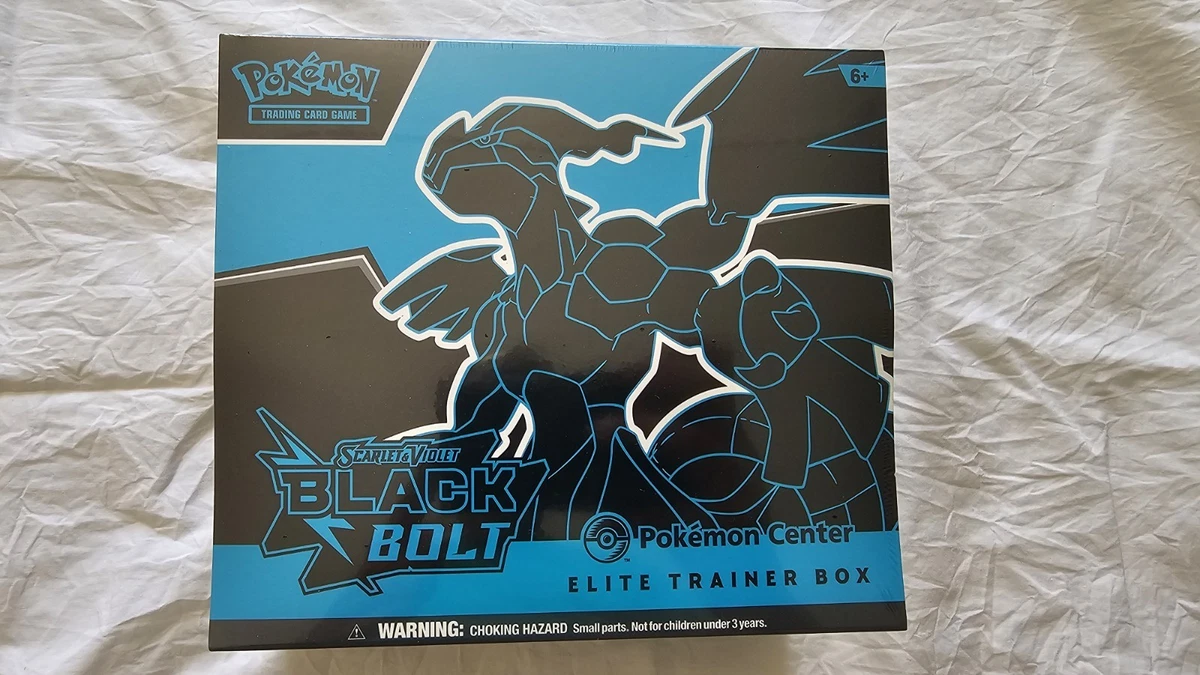 POKéMON
TRADING CARD GAME
6+
SCARLET & VIOLET
BLACK
BOLT
Pokémon Center
™
ELITE TRAINER BOX
WARNING: CHOKING HAZARD Small parts. Not for children under 3 years.